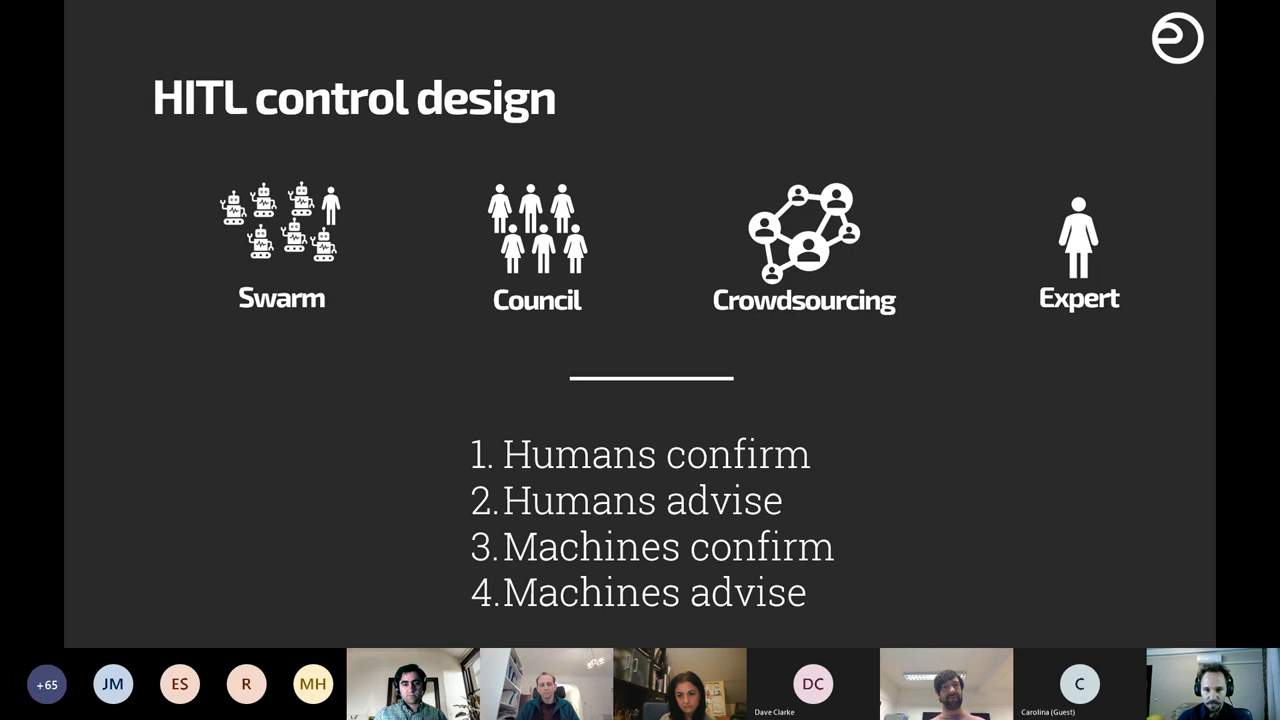 HITL control design
Swarm
Council
Crowdsourcing
Expert
1. Humans confirm
2. Humans advise
3. Machines confirm
4. Machines advise
+65
JM
ES
R
MH
DC
Dave Clarke
C
Carolina (Guest)